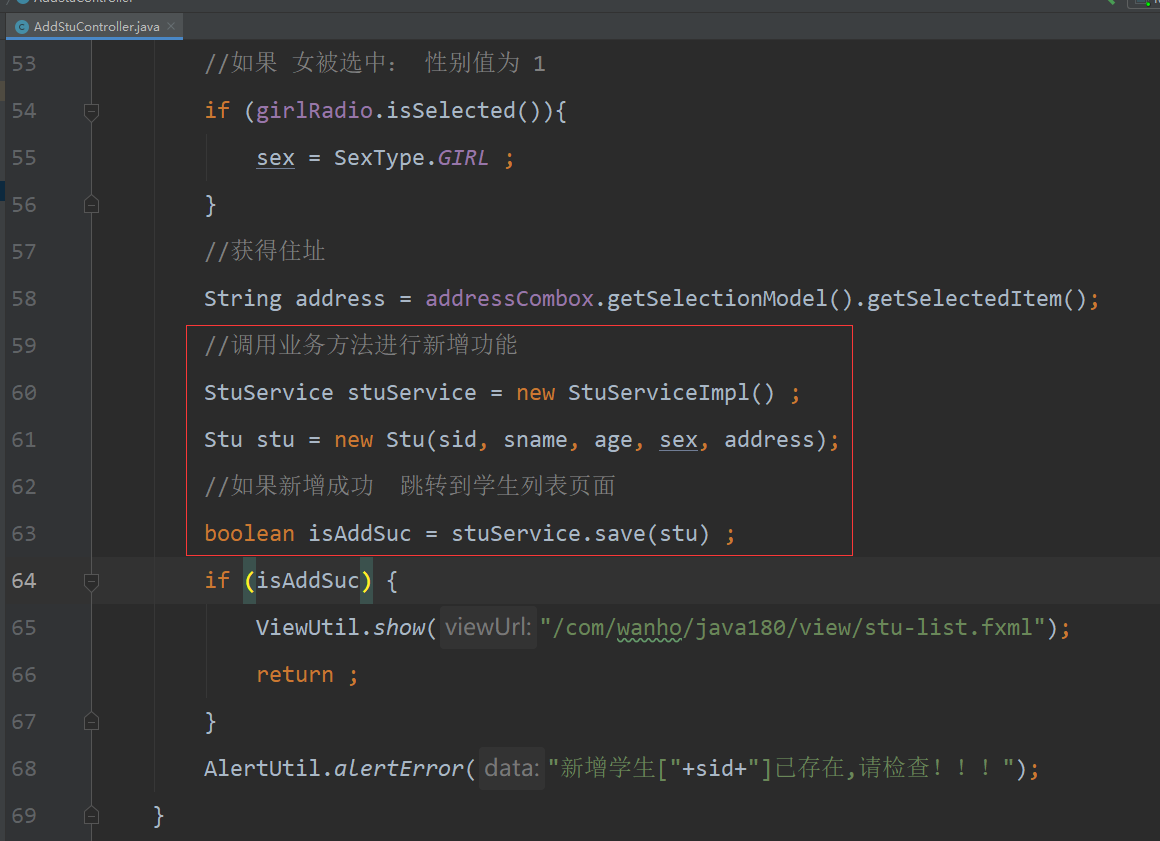 AddStuController
AddStuController.java
53 //如果 女被选中: 性别值为 1
54 if (girlRadio.isSelected()){
55 sex = SexType.GIRL ;
56 }
57 //获得住址
58 String address = addressCombox.getSelectionModel().getSelectedItem();
59 //调用业务方法进行新增功能
60 StuService stuService = new StuServiceImpl() ;
61 Stu stu = new Stu(sid, sname, age, sex, address);
62 //如果新增成功 跳转到学生列表页面
63 boolean isAddSuc = stuService.save(stu) ;
64 if (isAddSuc) {
65 ViewUtil.show( viewUrl: "/com/wanho/java180/view/stu-list.fxml");
66 return ;
67 }
68 AlertUtil.alertError( data: "新增学生["+sid+"]已存在,请检查！！！");
69 }